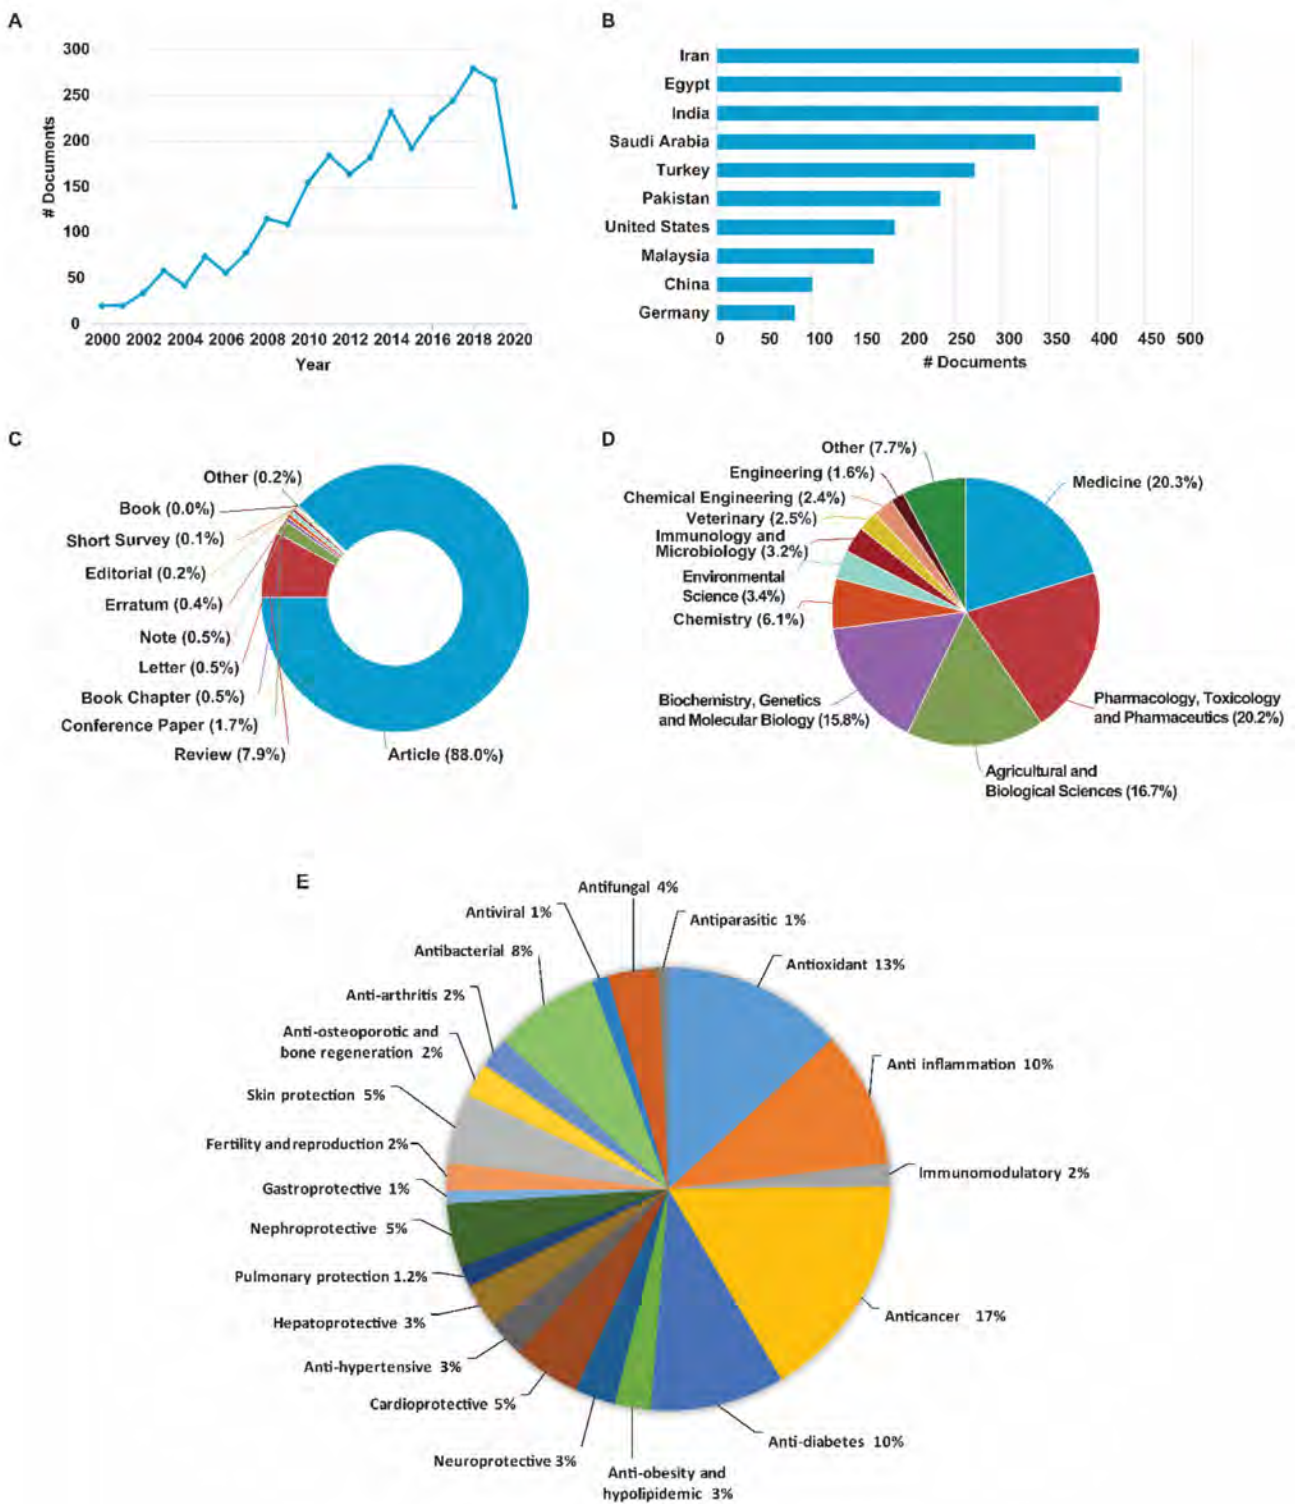 A
300
250
200
150
100
50
0
# Documents
2000 2002 2004 2006 2008 2010 2012 2014 2016 2018 2020
Year
B
Iran
Egypt
India
Saudi Arabia
Turkey
Pakistan
United States
Malaysia
China
Germany
0 50 100 150 200 250 300 350 400 450 500
# Documents
C
Other (0.2%)
Book (0.0%)
Short Survey (0.1%)
Editorial (0.2%)
Erratum (0.4%)
Note (0.5%)
Letter (0.5%)
Book Chapter (0.5%)
Conference Paper (1.7%)
Review (7.9%)
Article (88.0%)
D
Other (7.7%)
Engineering (1.6%)
Chemical Engineering (2.4%)
Veterinary (2.5%)
Immunology and
Microbiology (3.2%)
Environmental
Science (3.4%)
Chemistry (6.1%)
Biochemistry, Genetics
and Molecular Biology (15.8%)
Medicine (20.3%)
Pharmacology, Toxicology
and Pharmaceutics (20.2%)
Agricultural and
Biological Sciences (16.7%)
E
Antifungal 4%
Antiviral 1%
Antiparasitic 1%
Antibacterial 8%
Antioxidant 13%
Anti-arthritis 2%
Anti-osteoporotic and
bone regeneration 2%
Anti inflammation 10%
Skin protection 5%
Fertility and reproduction 2%
Immunomodulatory 2%
Gastroprotective 1%
Nephroprotective 5%
Pulmonary protection 1.2%
Hepatoprotective 3%
Anticancer 17%
Anti-hypertensive 3%
Cardioprotective 5%
Neuroprotective 3%
Anti-diabetes 10%
Anti-obesity and
hypolipidemic 3%